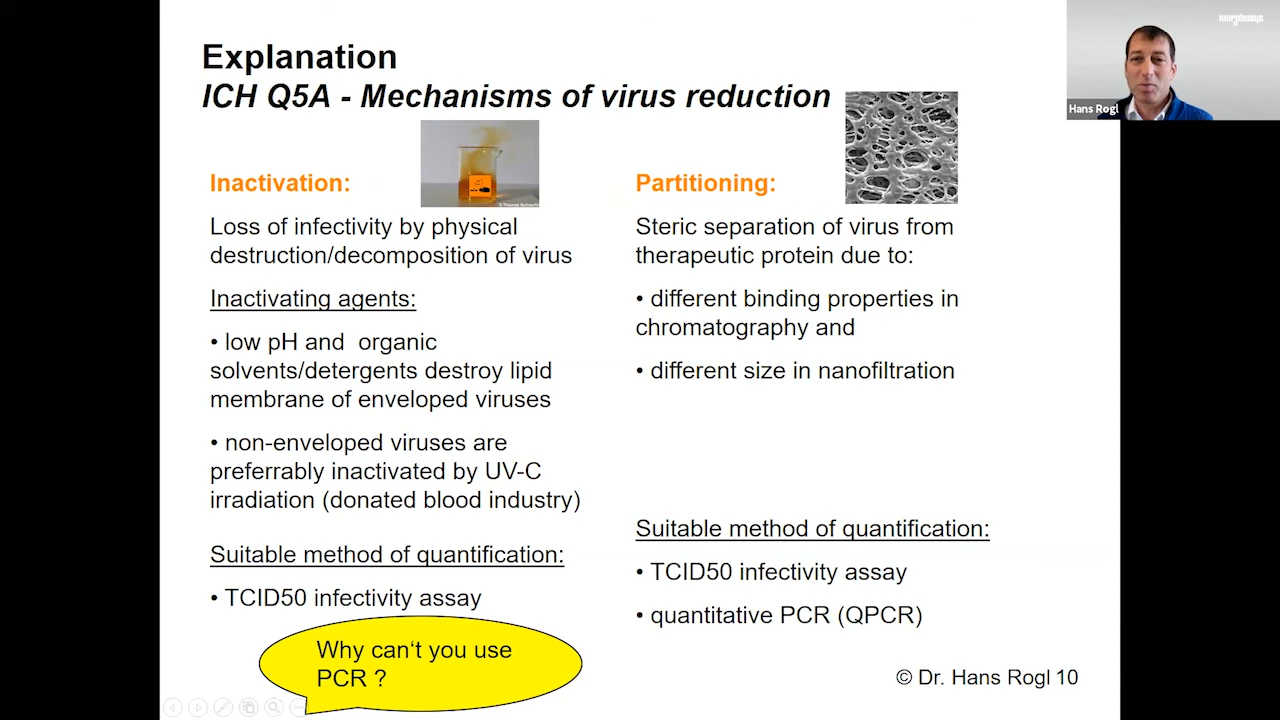 Explanation
ICH Q5A - Mechanisms of virus reduction
morphosys
Hans Rogl
Inactivation:
Loss of infectivity by physical
destruction/decomposition of virus
Inactivating agents:
• low pH and  organic
solvents/detergents destroy lipid
membrane of enveloped viruses
• non-enveloped viruses are
preferrably inactivated by UV-C
irradiation (donated blood industry)
Suitable method of quantification:
• TCID50 infectivity assay
Why can‘t you use
PCR ?
Partitioning:
Steric separation of virus from
therapeutic protein due to:
• different binding properties in
chromatography and
• different size in nanofiltration
Suitable method of quantification:
• TCID50 infectivity assay
• quantitative PCR (QPCR)
© Dr. Hans Rogl 10